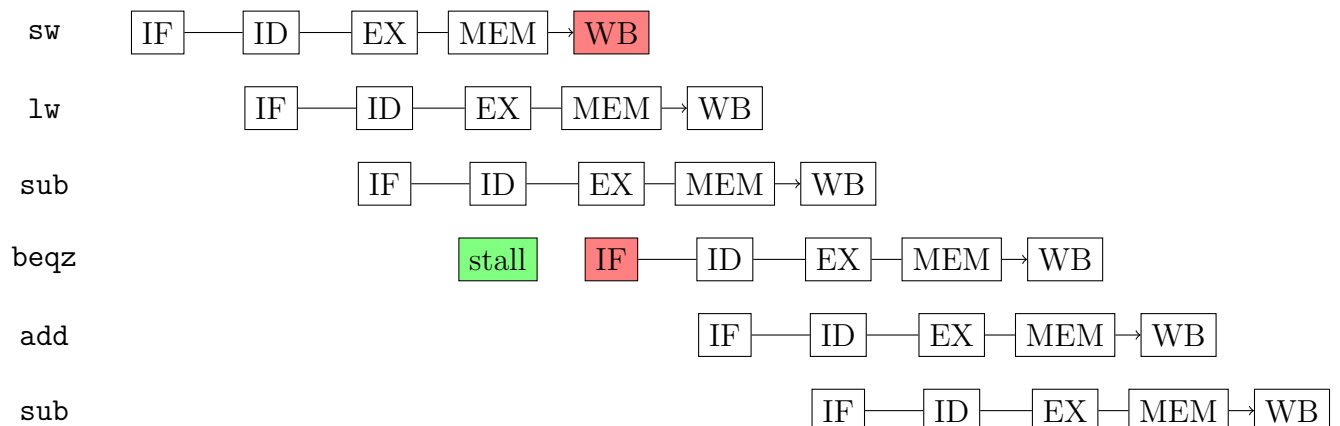 sw IF ID EX MEM WB
lw IF ID EX MEM WB
sub IF ID EX MEM WB
beqz stall IF ID EX MEM WB
add IF ID EX MEM WB
sub IF ID EX MEM WB